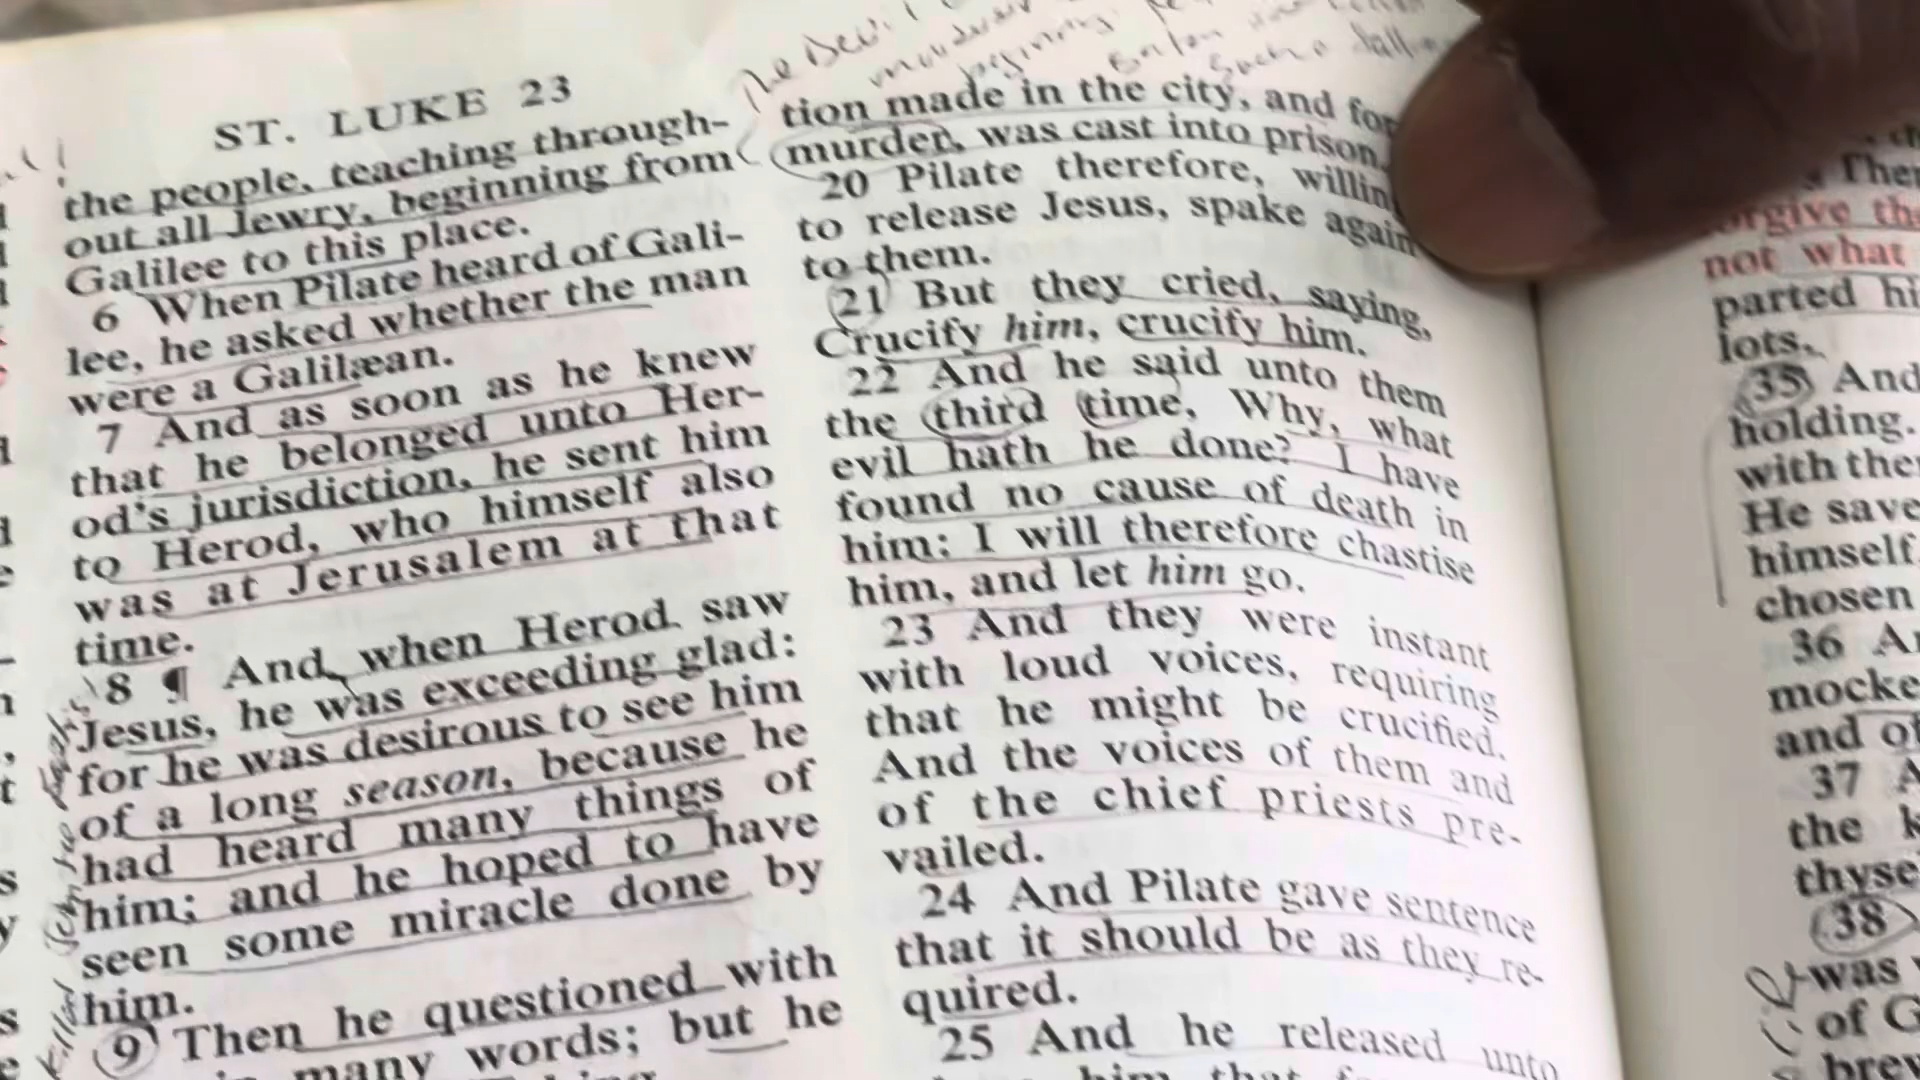 The Devil
murderer
beginning
ST. LUKE 23
the people, teaching through-
out all Jewry, beginning from
Galilee to this place.
6 When Pilate heard of Gali-
lee, he asked whether the man
were a Galilæan.
7 And as soon as he knew
that he belonged unto Her-
od's jurisdiction, he sent him
to Herod, who himself also
was at Jerusalem at that
time.
8 ¶ And when Herod saw
Jesus, he was exceeding glad:
for he was desirous to see him
of a long season, because he
had heard many things of
him; and he hoped to have
seen some miracle done by
him.
9 Then he questioned with
in many words; but he
tion made in the city, and for
murder, was cast into prison.
20 Pilate therefore, willin
to release Jesus, spake again
to them.
21 But they cried, saying,
Crucify him, crucify him.
22 And he said unto them
the third time, Why, what
evil hath he done? I have
found no cause of death in
him: I will therefore chastise
him, and let him go.
23 And they were instant
with loud voices, requiring
that he might be crucified.
And the voices of them and
of the chief priests pre-
vailed.
24 And Pilate gave sentence
that it should be as they re-
quired.
25 And he released unto
him that
not what
parted hi
lots.
35 And
holding.
with the
He save
himself,
chosen
36 A
mocke
and of
37 A
the k
thyse
38
was
of G
brew